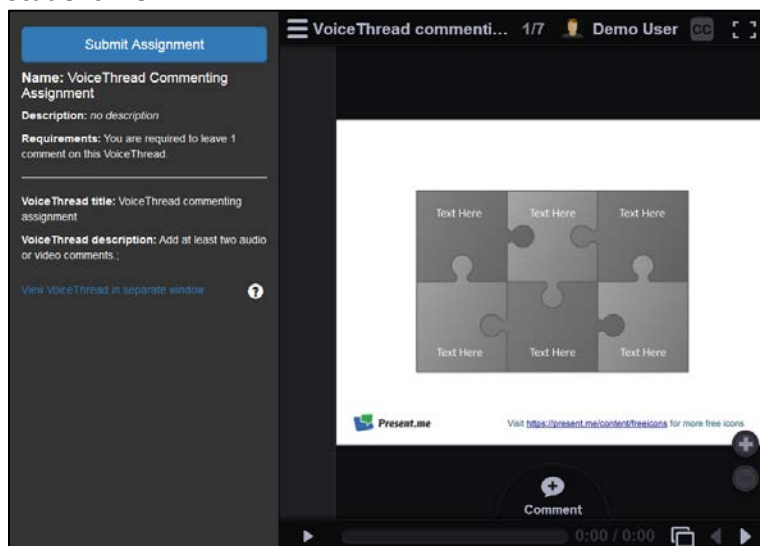 Submit Assignment
Name: VoiceThread Commenting
Assignment
Description: no description
Requirements: You are required to leave 1
comment on this VoiceThread.
VoiceThread title: VoiceThread commenting
assignment
VoiceThread description: Add at least two audio
or video comments.;
View VoiceThread in separate window
?
VoiceThread commenti... 1/7 Demo User CC
Text Here Text Here Text Here
Text Here Text Here Text Here
Present.me Visit https://present.me/content/freeicons for more free icons
Comment
0:00 / 0:00